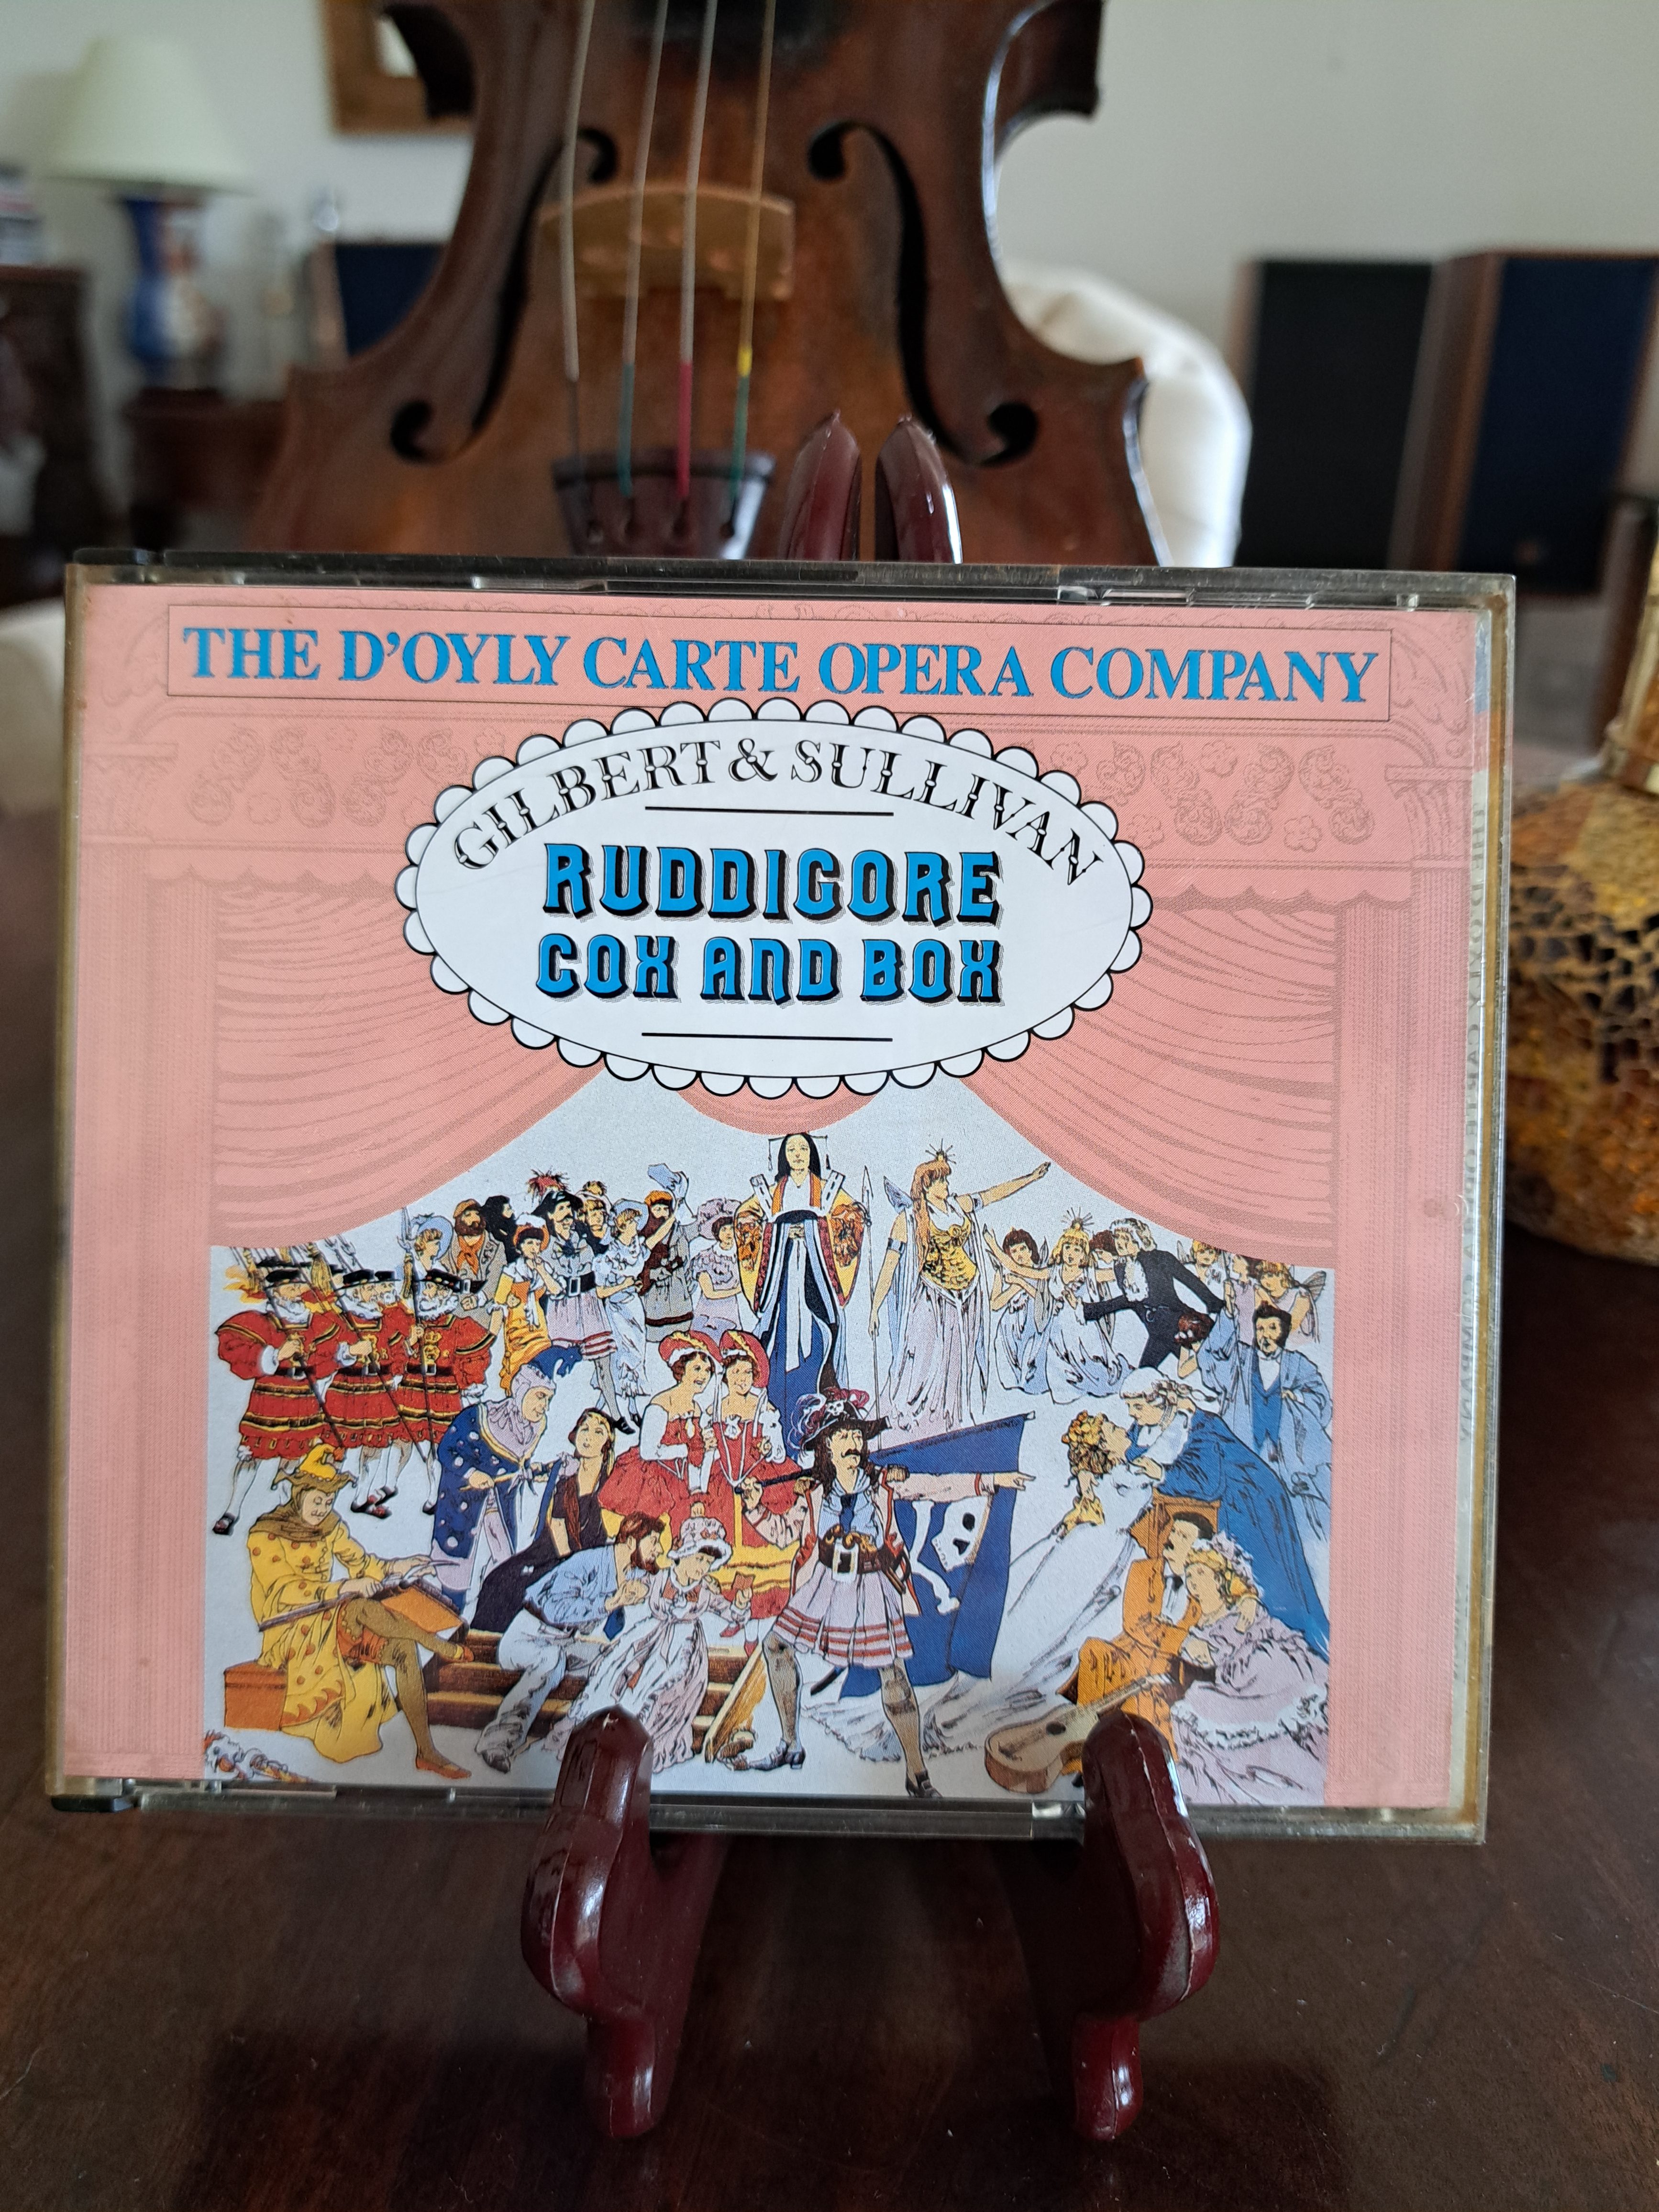 THE D'OYLY CARTE OPERA COMPANY
GILBERT & SULLIVAN
RUDDIGORE
COX AND BOX